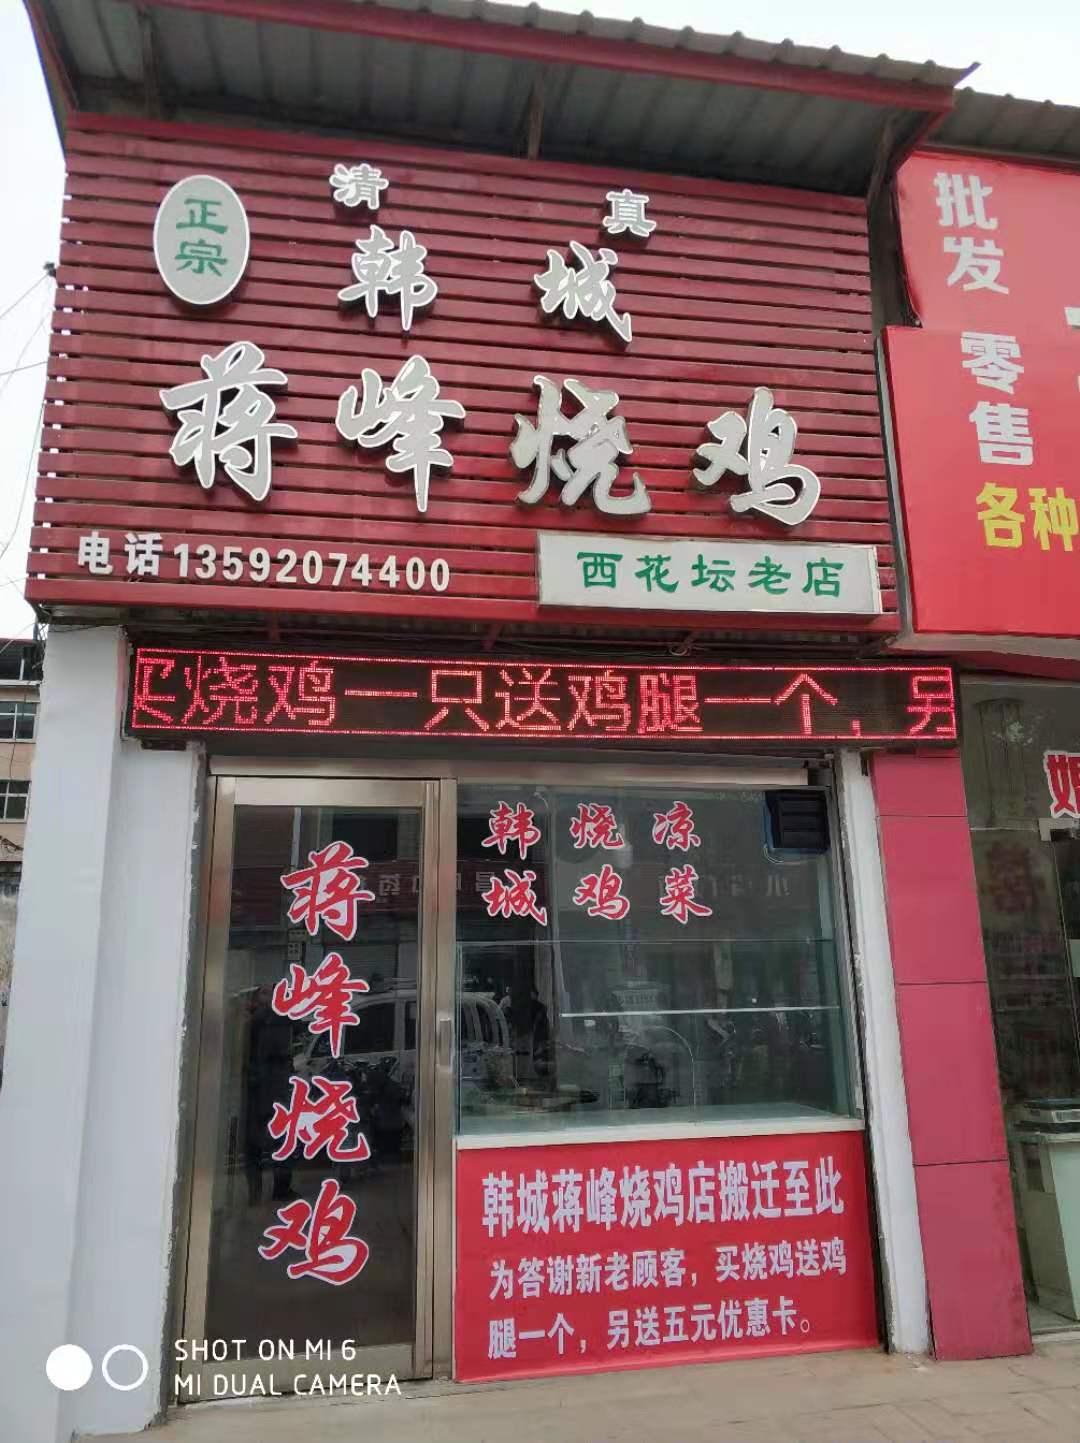 正宗
清真
韩城
蒋峰烧鸡
电话13592074400
西花坛老店
批发
零售
各种
买烧鸡一只送鸡腿一个,另
蒋峰烧鸡
韩城
烧鸡
凉菜
婚
韩城蒋峰烧鸡店搬迁至此
为答谢新老顾客，买烧鸡送鸡
腿一个，另送五元优惠卡。
SHOT ON MI 6
MI DUAL CAMERA